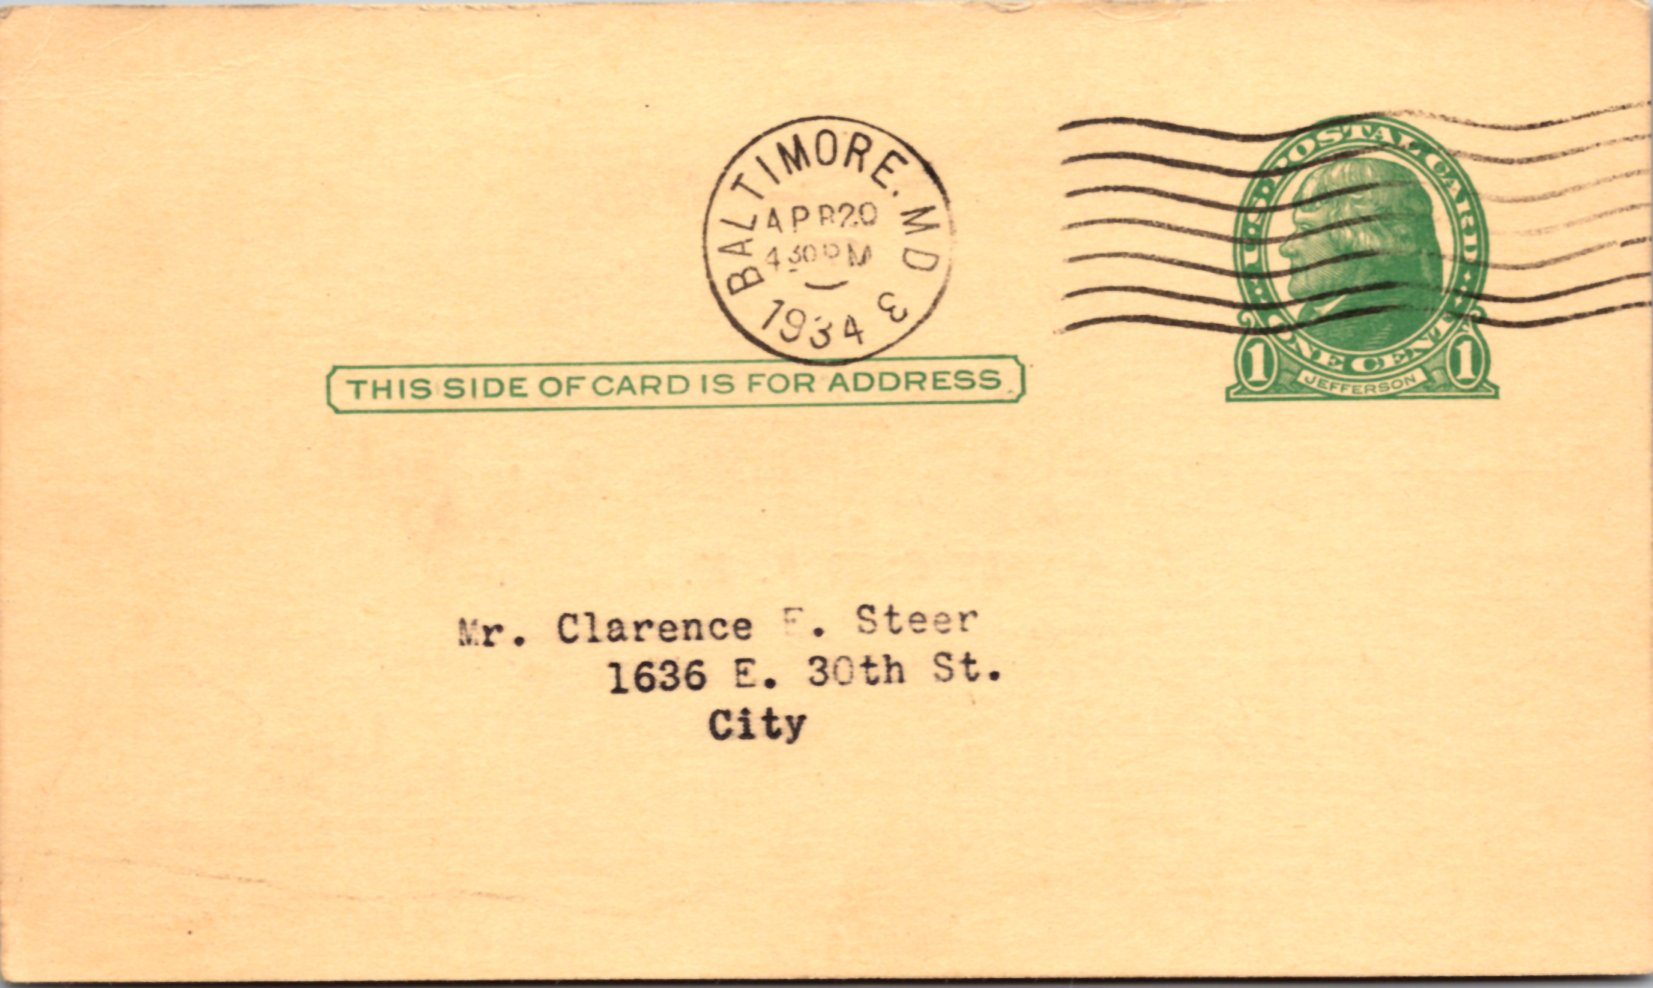 BALTIMORE, MD
APR 20
4 30 PM
1934
3
U.S. POSTAL CARD
1 ONE CENT 1
JEFFERSON
THIS SIDE OF CARD IS FOR ADDRESS
Mr. Clarence F. Steer
1636 E. 30th St.
City